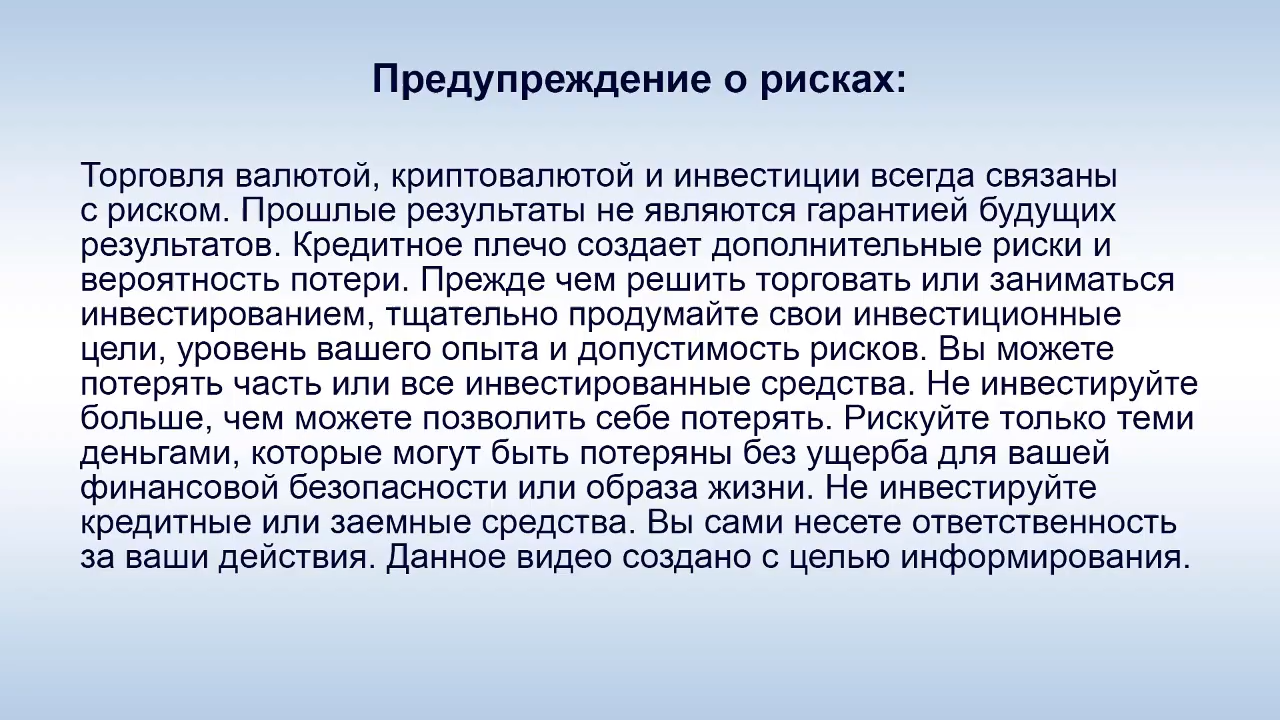 Предупреждение о рисках:
Торговля валютой, криптовалютой и инвестиции всегда связаны
с риском. Прошлые результаты не являются гарантией будущих
результатов. Кредитное плечо создает дополнительные риски и
вероятность потери. Прежде чем решить торговать или заниматься
инвестированием, тщательно продумайте свои инвестиционные
цели, уровень вашего опыта и допустимость рисков. Вы можете
потерять часть или все инвестированные средства. Не инвестируйте
больше, чем можете позволить себе потерять. Рискуйте только теми
деньгами, которые могут быть потеряны без ущерба для вашей
финансовой безопасности или образа жизни. Не инвестируйте
кредитные или заемные средства. Вы сами несете ответственность
за ваши действия. Данное видео создано с целью информирования.